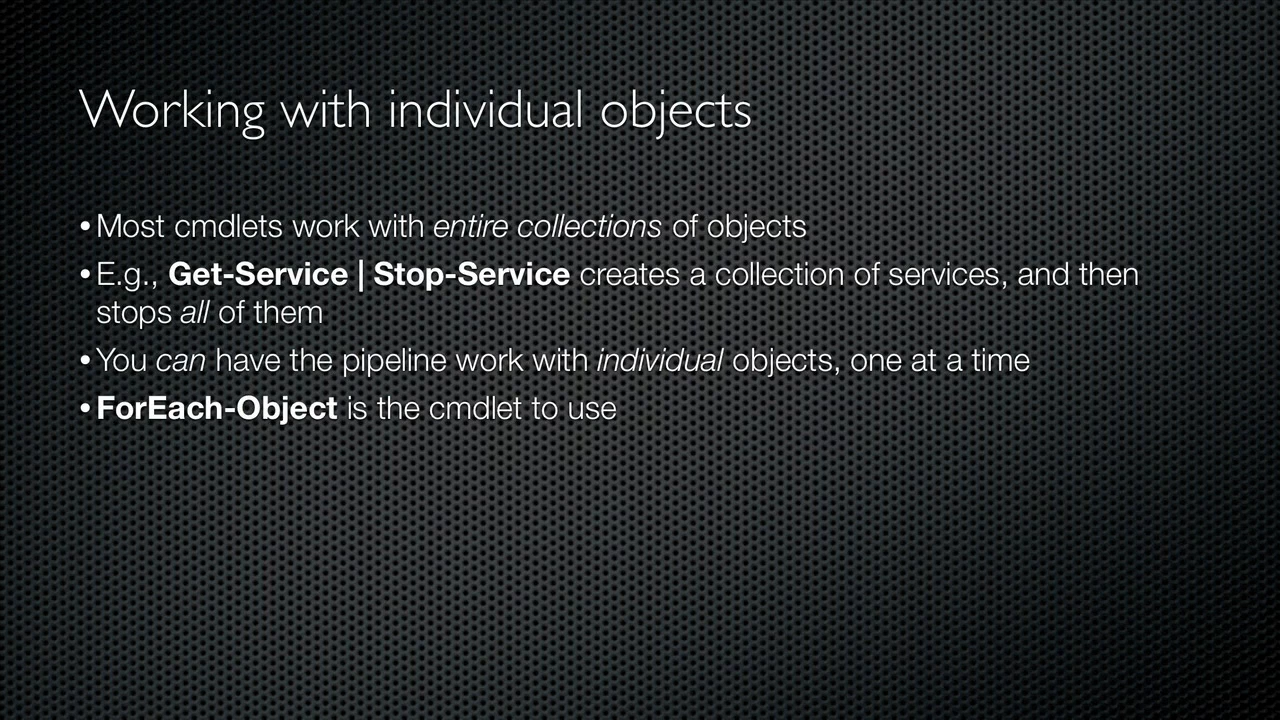 Working with individual objects
• Most cmdlets work with entire collections of objects
• E.g., Get-Service | Stop-Service creates a collection of services, and then
stops all of them
• You can have the pipeline work with individual objects, one at a time
• ForEach-Object is the cmdlet to use